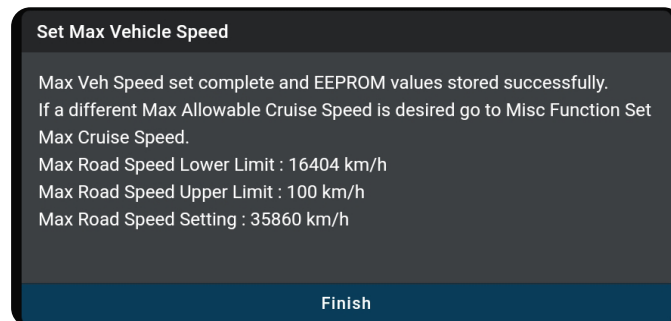 Set Max Vehicle Speed
Max Veh Speed set complete and EEPROM values stored successfully.
If a different Max Allowable Cruise Speed is desired go to Misc Function Set
Max Cruise Speed.
Max Road Speed Lower Limit : 16404 km/h
Max Road Speed Upper Limit : 100 km/h
Max Road Speed Setting : 35860 km/h
Finish